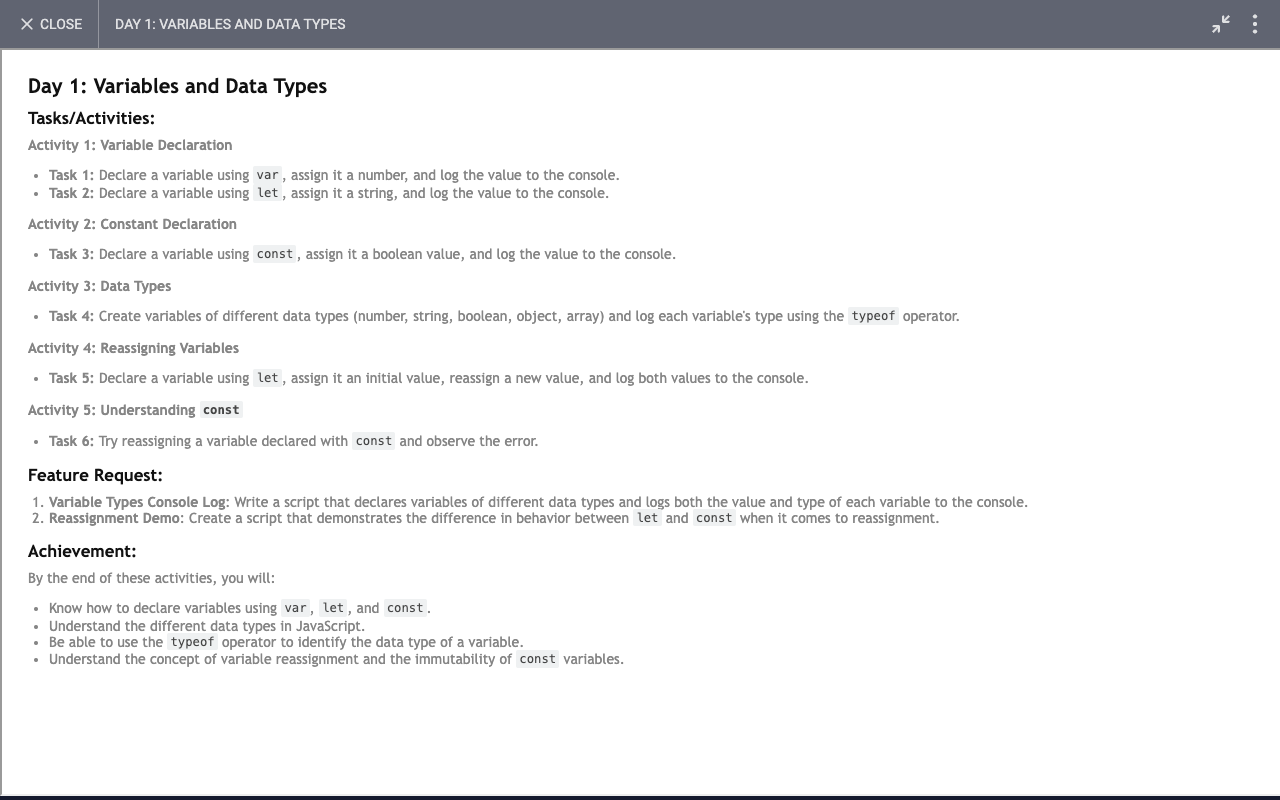 CLOSE DAY 1: VARIABLES AND DATA TYPES
Day 1: Variables and Data Types
Tasks/Activities:
Activity 1: Variable Declaration
• Task 1: Declare a variable using var, assign it a number, and log the value to the console.
• Task 2: Declare a variable using let, assign it a string, and log the value to the console.
Activity 2: Constant Declaration
• Task 3: Declare a variable using const, assign it a boolean value, and log the value to the console.
Activity 3: Data Types
• Task 4: Create variables of different data types (number, string, boolean, object, array) and log each variable's type using the typeof operator.
Activity 4: Reassigning Variables
• Task 5: Declare a variable using let, assign it an initial value, reassign a new value, and log both values to the console.
Activity 5: Understanding const
• Task 6: Try reassigning a variable declared with const and observe the error.
Feature Request:
1. Variable Types Console Log: Write a script that declares variables of different data types and logs both the value and type of each variable to the console.
2. Reassignment Demo: Create a script that demonstrates the difference in behavior between let and const when it comes to reassignment.
Achievement:
By the end of these activities, you will:
• Know how to declare variables using var, let, and const.
• Understand the different data types in JavaScript.
• Be able to use the typeof operator to identify the data type of a variable.
• Understand the concept of variable reassignment and the immutability of const variables.